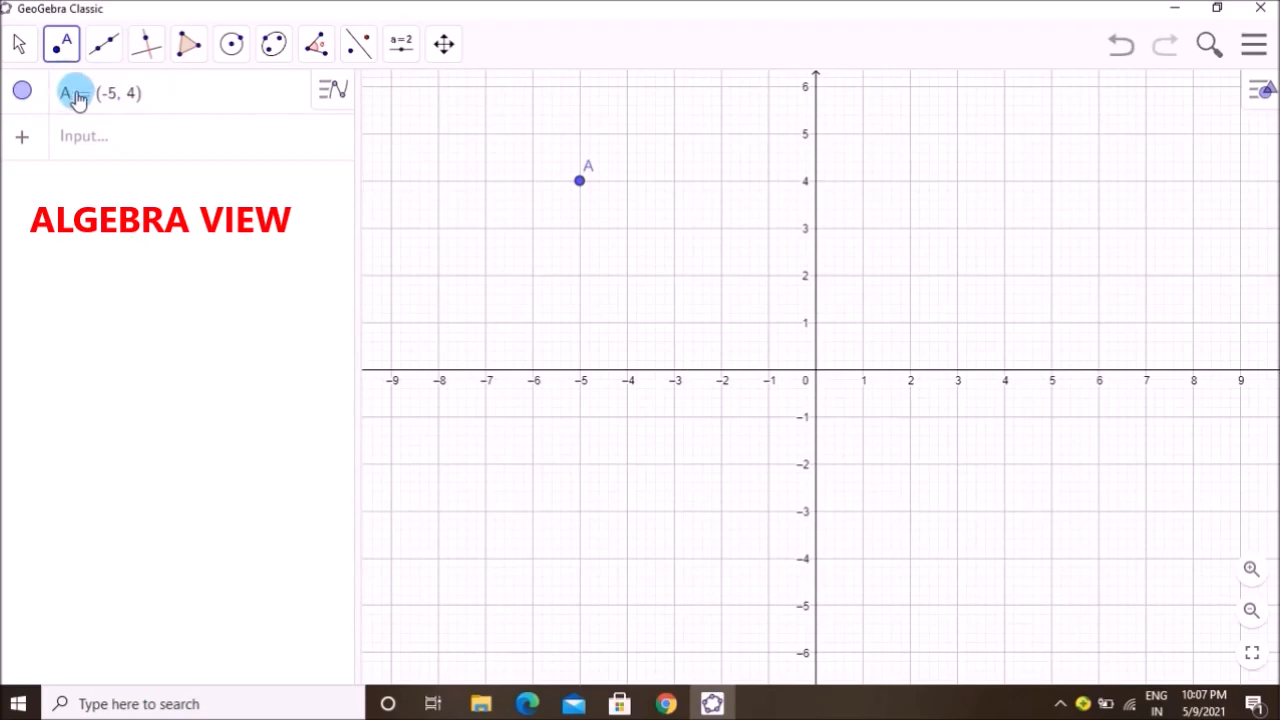 GeoGebra Classic
A
a=2
A = (-5, 4)
Input...
ALGEBRA VIEW
A
6
5
4
3
2
1
–9 –8 –7 –6 –5 –4 –3 –2 –1 0 1 2 3 4 5 6 7 8 9
–1
–2
–3
–4
–5
–6
Type here to search
ENG
IN
10:07 PM
5/9/2021
1